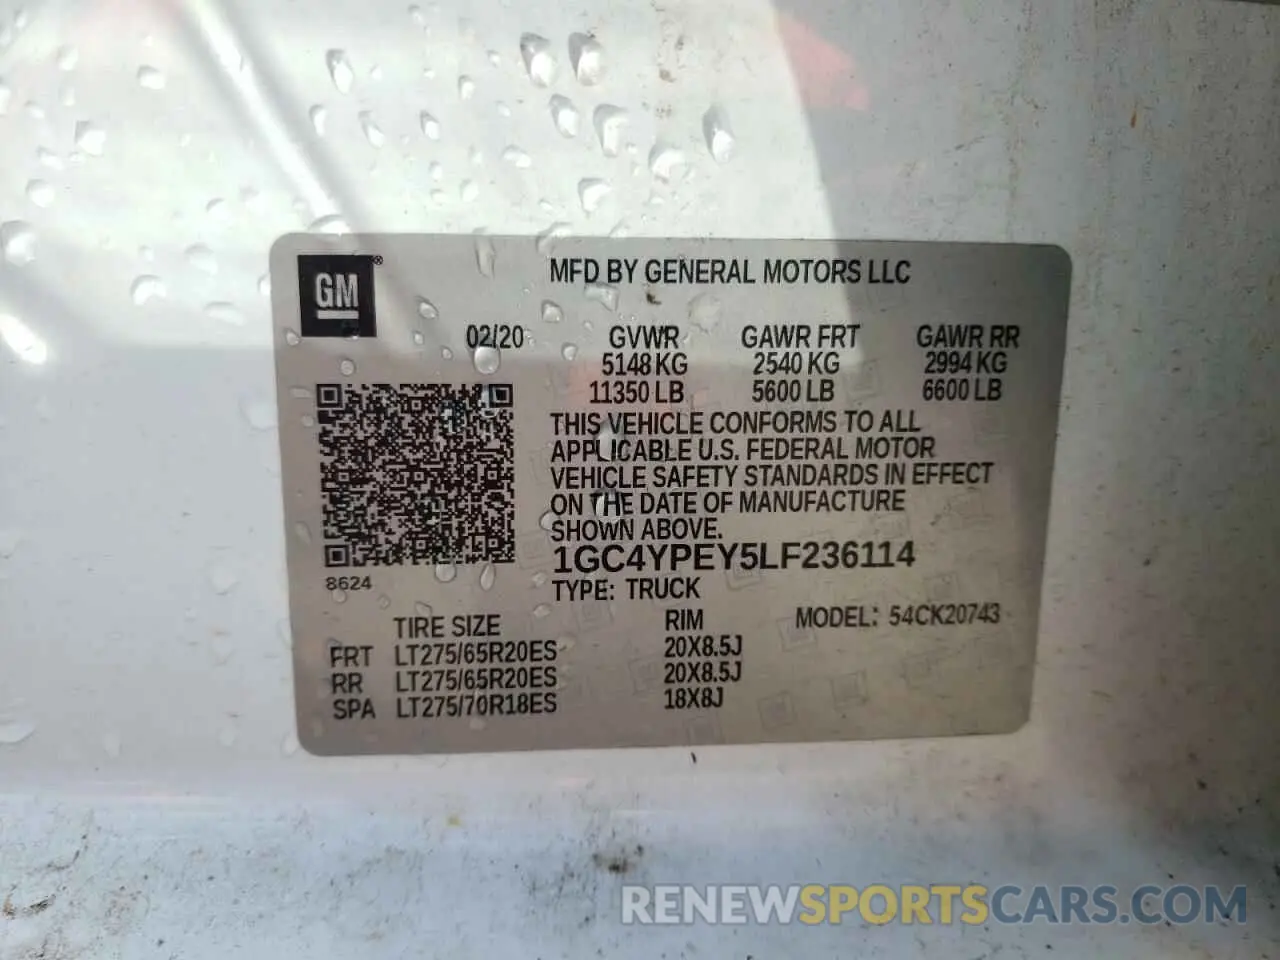 GM®
MFD BY GENERAL MOTORS LLC
02/20 GVWR GAWR FRT GAWR RR
5148 KG 2540 KG 2994 KG
11350 LB 5600 LB 6600 LB
THIS VEHICLE CONFORMS TO ALL
APPLICABLE U.S. FEDERAL MOTOR
VEHICLE SAFETY STANDARDS IN EFFECT
ON THE DATE OF MANUFACTURE
SHOWN ABOVE.
1GC4YPEY5LF236114
8624
TYPE: TRUCK
TIRE SIZE RIM MODEL: 54CK20743
FRT LT275/65R20ES 20X8.5J
RR LT275/65R20ES 20X8.5J
SPA LT275/70R18ES 18X8J
RENEWSPORTSCARS.COM